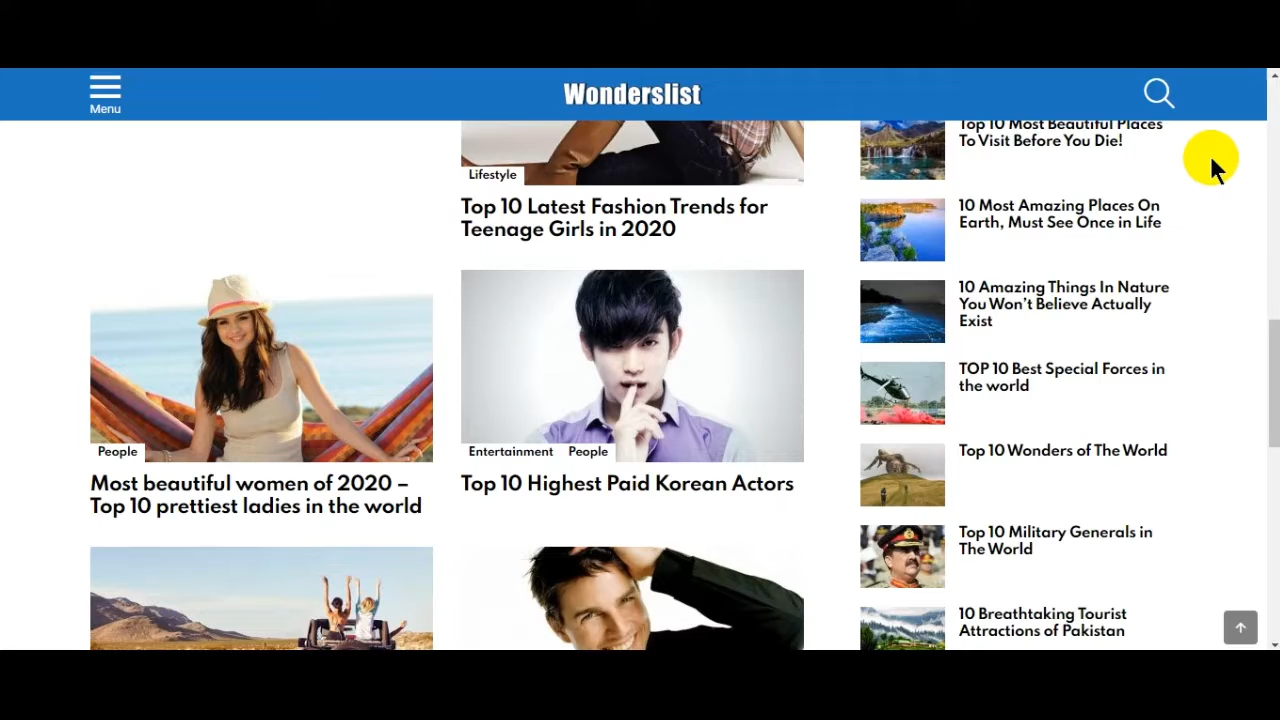 Menu
Wonderslist
Lifestyle
Top 10 Latest Fashion Trends for
Teenage Girls in 2020
People
Most beautiful women of 2020 –
Top 10 prettiest ladies in the world
Entertainment People
Top 10 Highest Paid Korean Actors
Top 10 Most Beautiful Places
To Visit Before You Die!
10 Most Amazing Places On
Earth, Must See Once in Life
10 Amazing Things In Nature
You Won’t Believe Actually
Exist
TOP 10 Best Special Forces in
the world
Top 10 Wonders of The World
Top 10 Military Generals in
The World
10 Breathtaking Tourist
Attractions of Pakistan